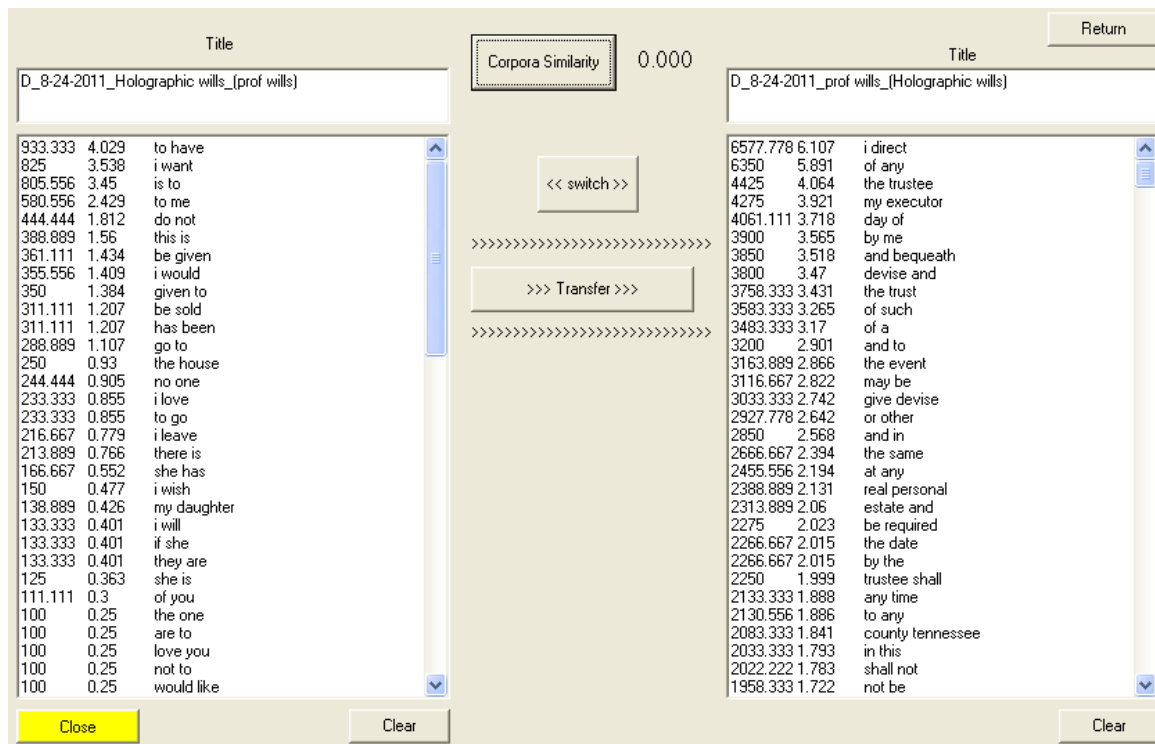 Return
Title
Corpora Similarity 0.000
Title
D_8-24-2011_Holographic wills_(prof wills)
D_8-24-2011_prof wills_(Holographic wills)
933.333 4.029 to have
825 3.538 i want
805.556 3.45 is to
580.556 2.429 to me
444.444 1.812 do not
388.889 1.56 this is
361.111 1.434 be given
355.556 1.409 i would
350 1.384 given to
311.111 1.207 be sold
311.111 1.207 has been
288.889 1.107 go to
250 0.93 the house
244.444 0.905 no one
233.333 0.855 i love
233.333 0.855 to go
216.667 0.779 i leave
213.889 0.766 there is
166.667 0.552 she has
150 0.477 i wish
138.889 0.426 my daughter
133.333 0.401 i will
133.333 0.401 if she
133.333 0.401 they are
125 0.363 she is
111.111 0.3 of you
100 0.25 the one
100 0.25 are to
100 0.25 love you
100 0.25 not to
100 0.25 would like
<< switch >>
>>>>>>>>>>>>>>>>>>>>>>>>>>>>>
>>> Transfer >>>
>>>>>>>>>>>>>>>>>>>>>>>>>>>>>
6577.778 6.107 i direct
6350 5.891 of any
4425 4.064 the trustee
4275 3.921 my executor
4061.111 3.718 day of
3900 3.565 by me
3850 3.518 and bequeath
3800 3.47 devise and
3758.333 3.431 the trust
3583.333 3.265 of such
3483.333 3.17 of a
3200 2.901 and to
3163.889 2.866 the event
3116.667 2.822 may be
3033.333 2.742 give devise
2927.778 2.642 or other
2850 2.568 and in
2666.667 2.394 the same
2455.556 2.194 at any
2388.889 2.131 real personal
2313.889 2.06 estate and
2275 2.023 be required
2266.667 2.015 the date
2266.667 2.015 by the
2250 1.999 trustee shall
2133.333 1.888 any time
2130.556 1.886 to any
2083.333 1.841 county tennessee
2033.333 1.793 in this
2022.222 1.783 shall not
1958.333 1.722 not be
Close
Clear
Clear